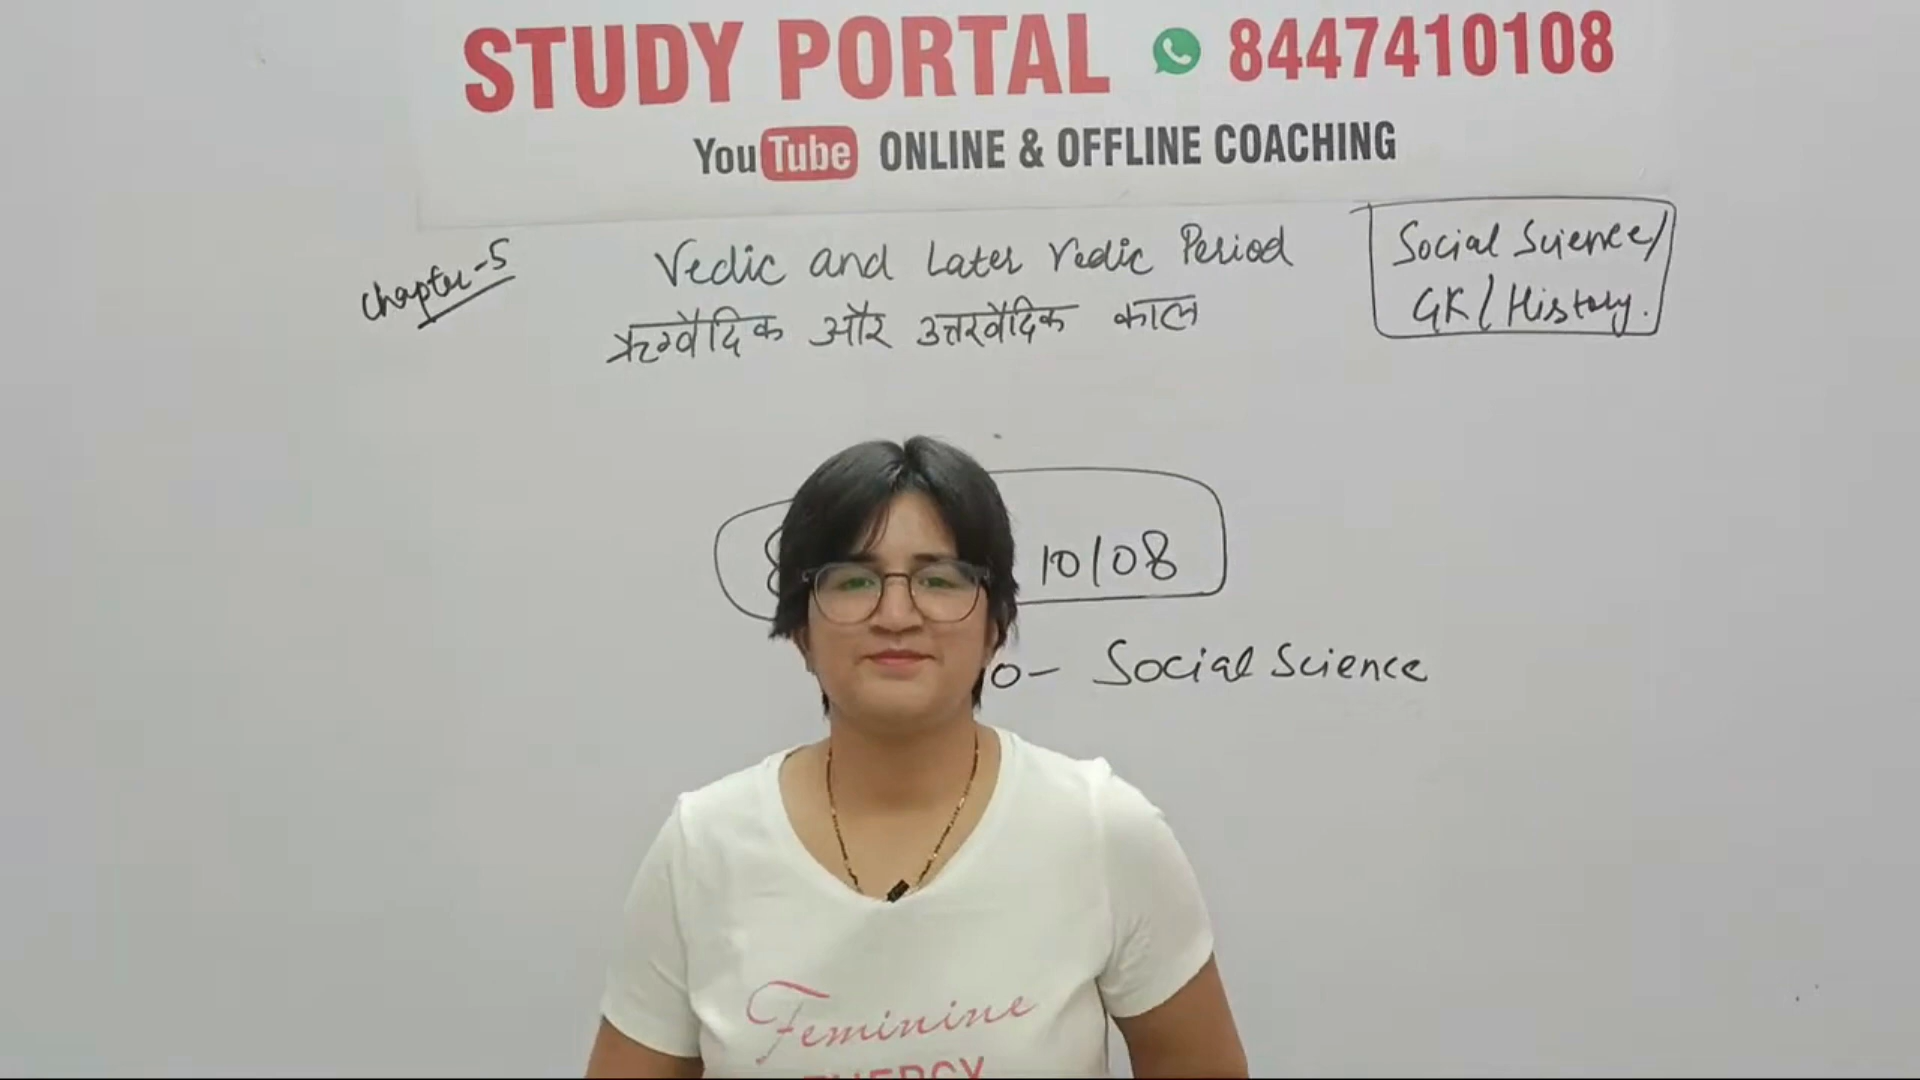 STUDY PORTAL 8447410108
YouTube ONLINE & OFFLINE COACHING
Chapter-5
Vedic and Later Vedic Period
ऋग्वैदिक और उत्तरवैदिक काल
Social Science/
GK/History.
10108
Social Science
Feminine
ENERGY